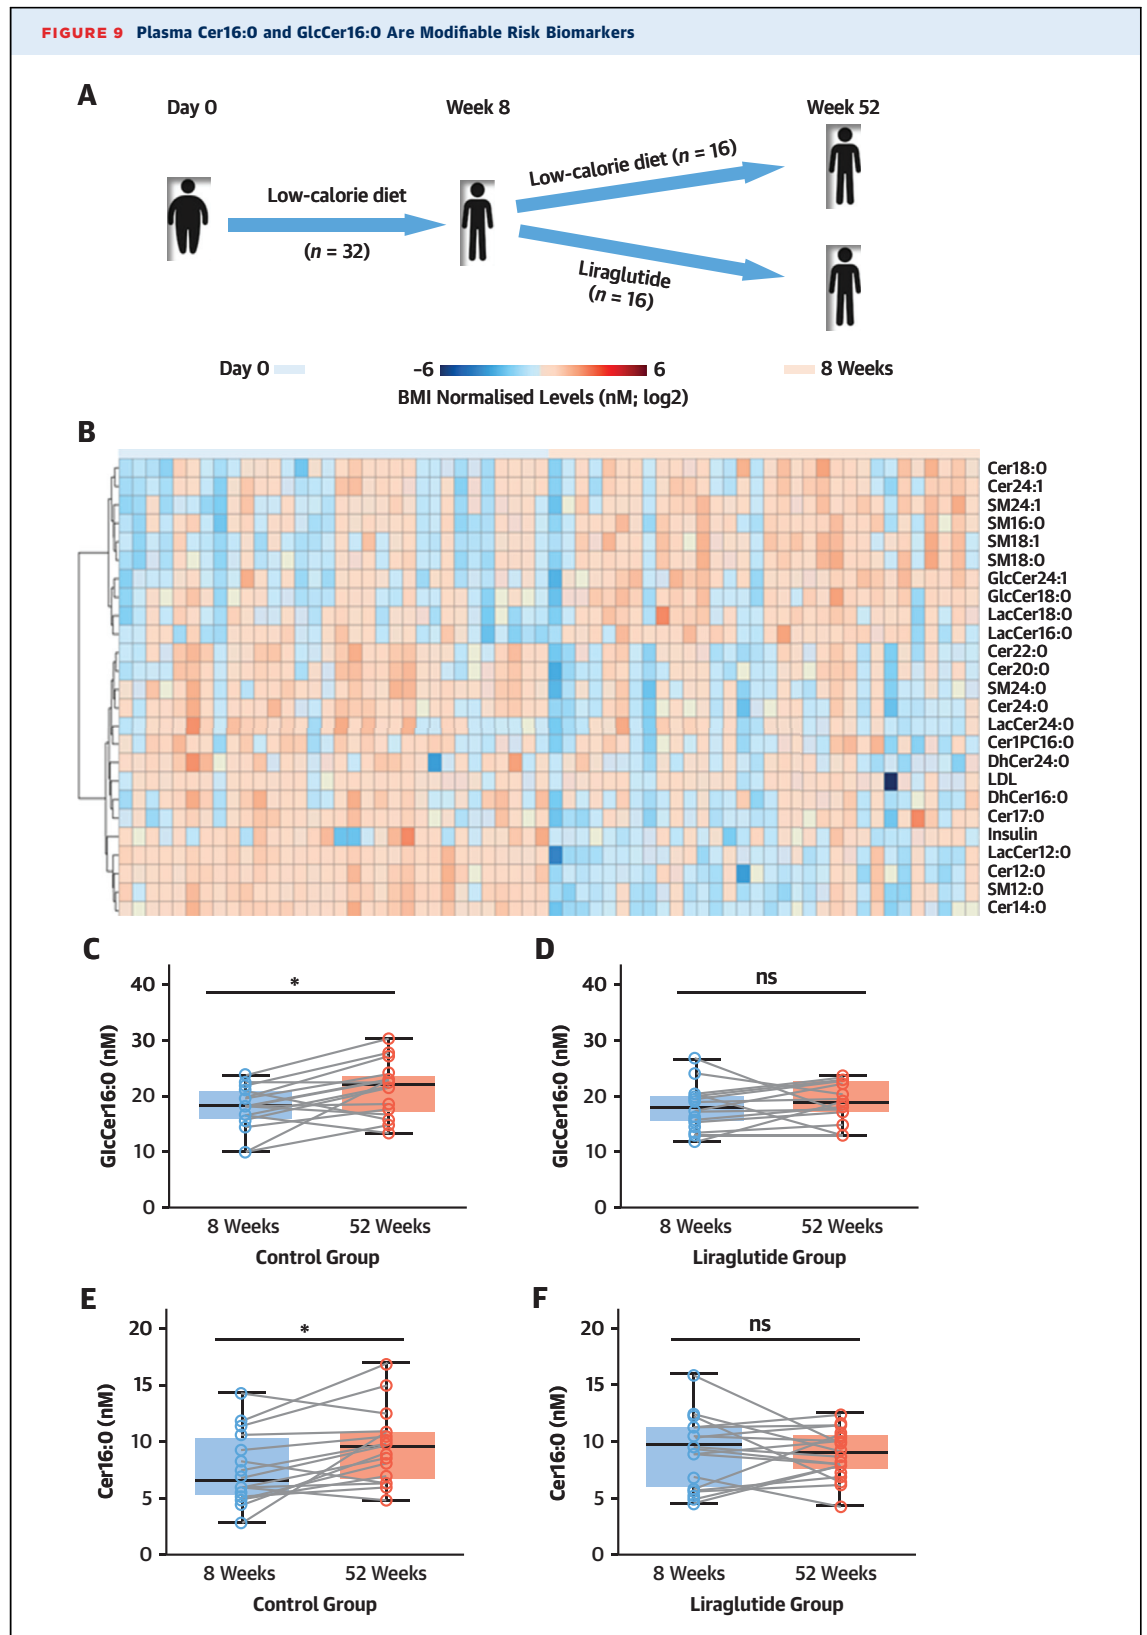 FIGURE 9 Plasma Cer16:0 and GlcCer16:0 Are Modifiable Risk Biomarkers
A
Day 0
Week 8
Week 52
Low-calorie diet
(n = 32)
Low-calorie diet (n = 16)
Liraglutide
(n = 16)
Day 0
–6
6
8 Weeks
BMI Normalised Levels (nM; log2)
B
Cer18:0
Cer24:1
SM24:1
SM16:0
SM18:1
SM18:0
GlcCer24:1
GlcCer18:0
LacCer18:0
LacCer16:0
Cer22:0
Cer20:0
SM24:0
Cer24:0
LacCer24:0
Cer1PC16:0
DhCer24:0
LDL
DhCer16:0
Cer17:0
Insulin
LacCer12:0
Cer12:0
SM12:0
Cer14:0
C
GlcCer16:0 (nM)
40
30
20
10
0
*
8 Weeks
52 Weeks
Control Group
D
GlcCer16:0 (nM)
40
30
20
10
0
ns
8 Weeks
52 Weeks
Liraglutide Group
E
Cer16:0 (nM)
20
15
10
5
0
*
8 Weeks
52 Weeks
Control Group
F
Cer16:0 (nM)
20
15
10
5
0
ns
8 Weeks
52 Weeks
Liraglutide Group